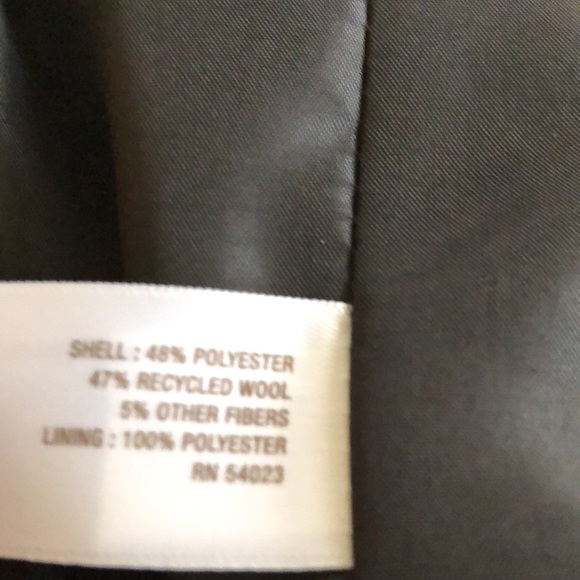 SHELL : 48% POLYESTER
47% RECYCLED WOOL
5% OTHER FIBERS
LINING : 100% POLYESTER
RN 54023